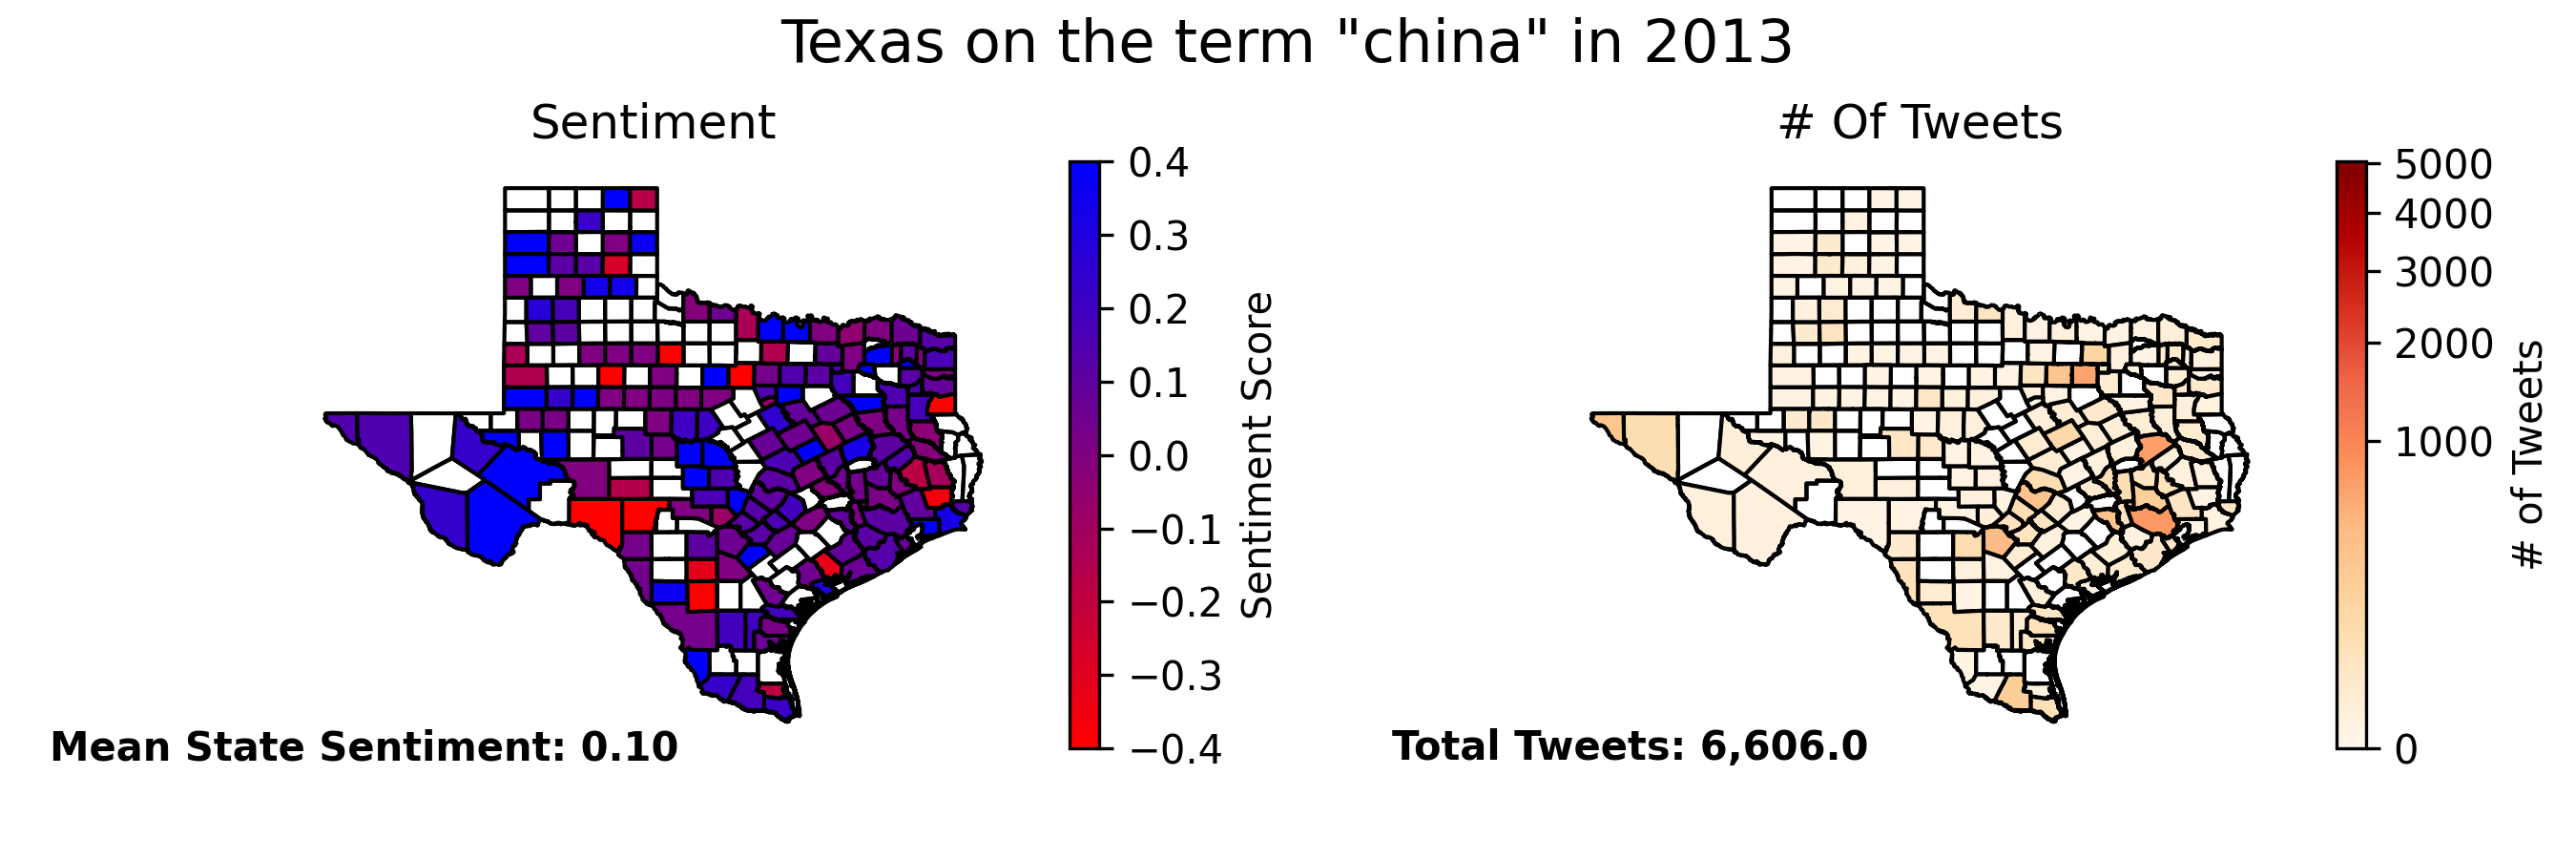 Texas on the term "china" in 2013
Sentiment
0.4
0.3
0.2
0.1
0.0
−0.1
−0.2
−0.3
−0.4
Sentiment Score
Mean State Sentiment: 0.10
# Of Tweets
5000
4000
3000
2000
1000
0
# of Tweets
Total Tweets: 6,606.0